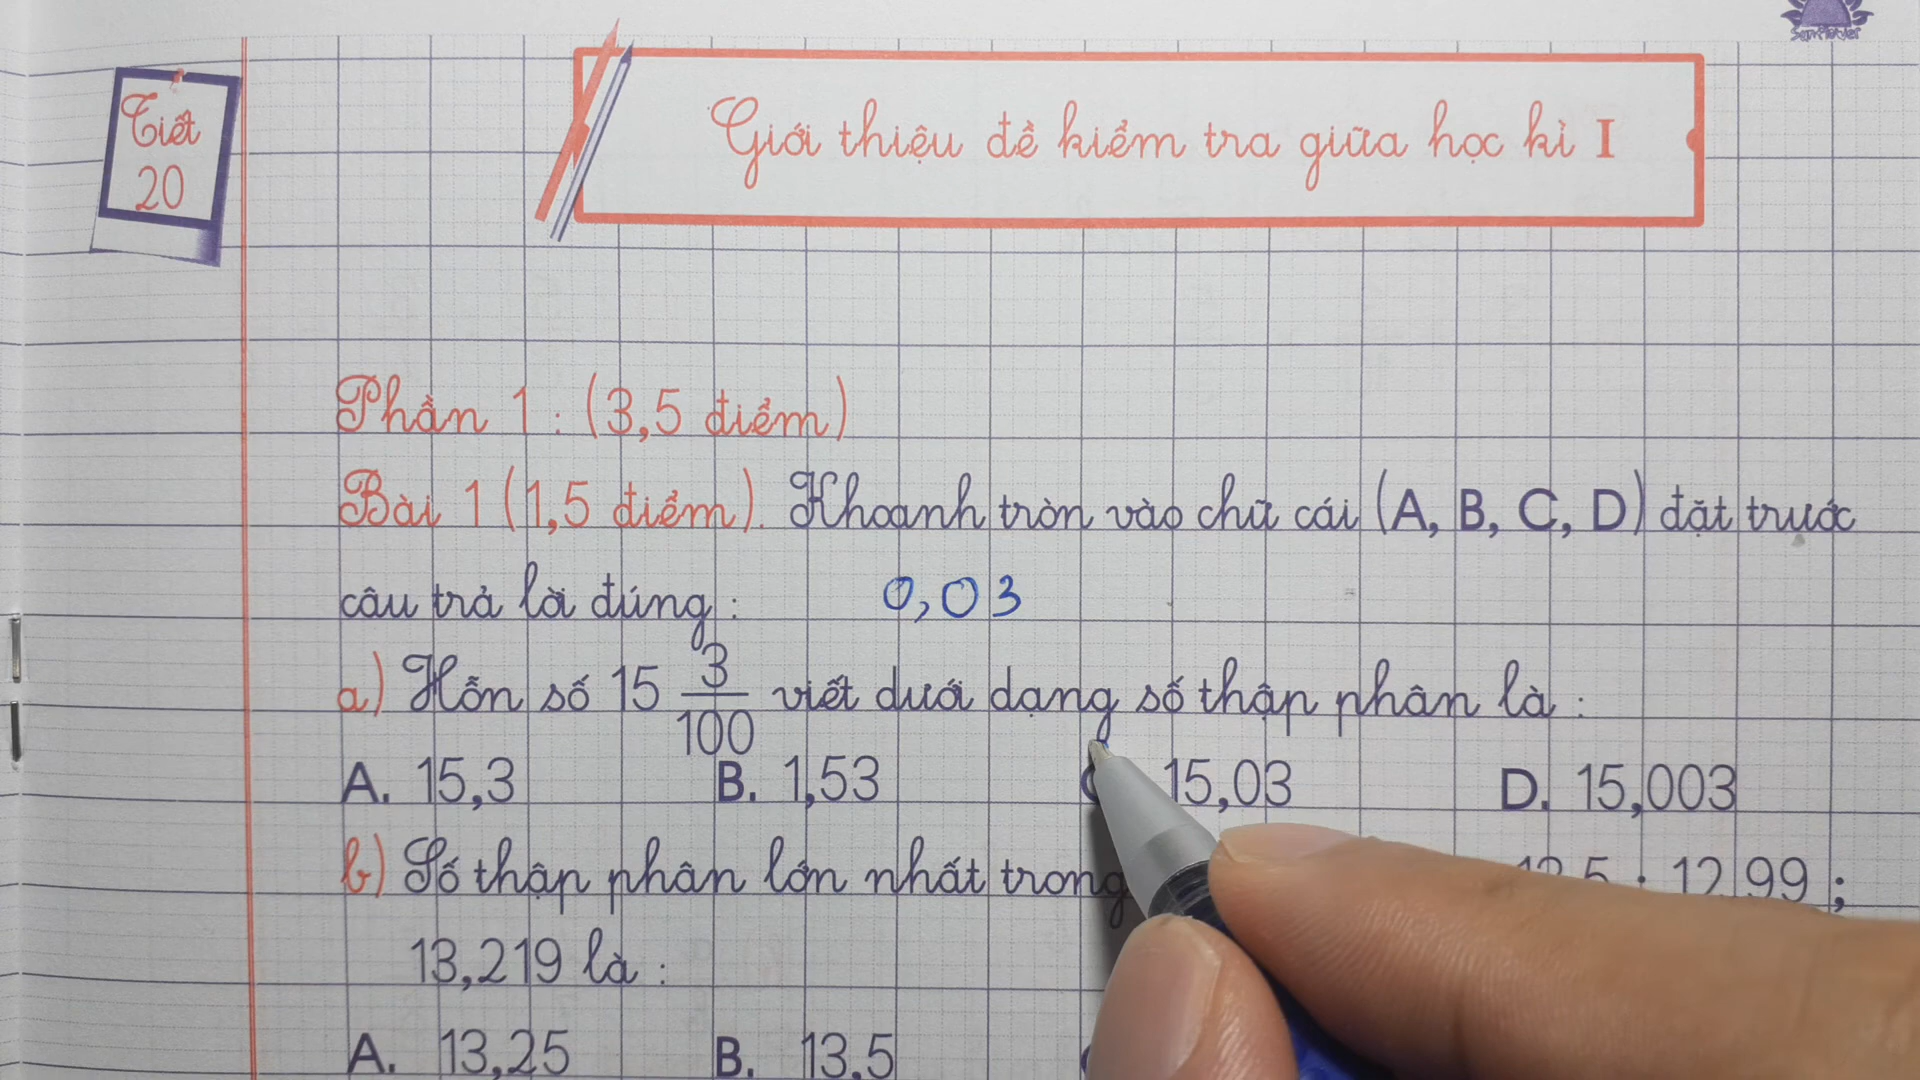 Sunflower
Tiết
20
Giới thiệu đề kiểm tra giữa học kì I
Phần 1 : (3,5 điểm)
Bài 1 (1,5 điểm). Khoanh tròn vào chữ cái (A, B, C, D) đặt trước
câu trả lời đúng :
0,03
a) Hỗn số 15 3/100 viết dưới dạng số thập phân là :
A. 15,3 B. 1,53 15,03 D. 15,003
b) Số thập phân lớn nhất trong 12,99 ;
13,219 là :
A. 13,25 B. 13,5